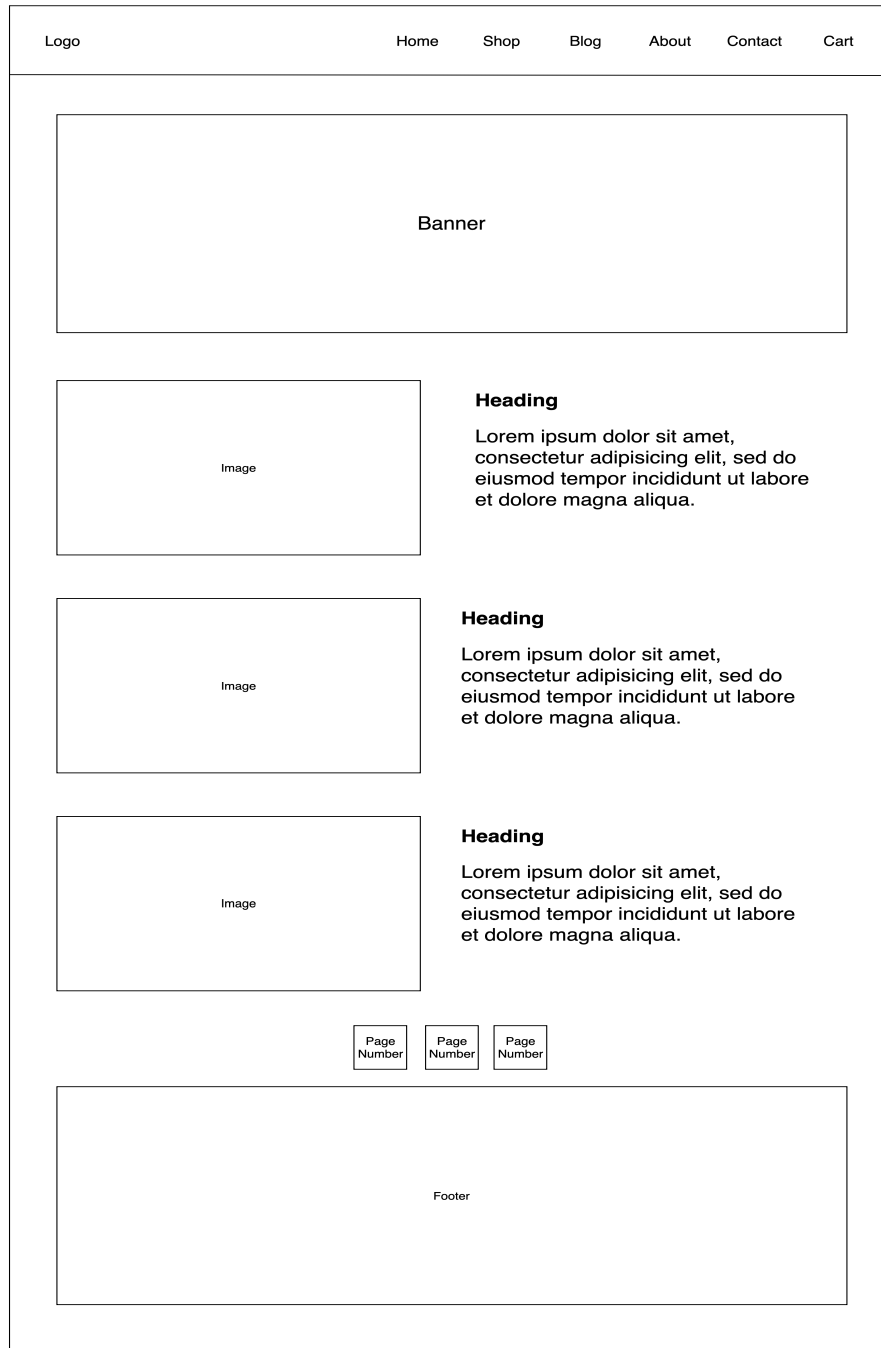 Logo Home Shop Blog About Contact Cart
Banner
Image
Heading
Lorem ipsum dolor sit amet,
consectetur adipisicing elit, sed do
eiusmod tempor incididunt ut labore
et dolore magna aliqua.
Image
Heading
Lorem ipsum dolor sit amet,
consectetur adipisicing elit, sed do
eiusmod tempor incididunt ut labore
et dolore magna aliqua.
Image
Heading
Lorem ipsum dolor sit amet,
consectetur adipisicing elit, sed do
eiusmod tempor incididunt ut labore
et dolore magna aliqua.
Page
Number
Page
Number
Page
Number
Footer